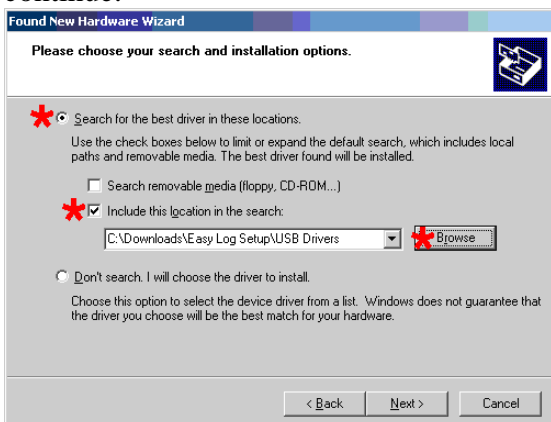 continue.
Found New Hardware Wizard
Please choose your search and installation options.
Search for the best driver in these locations.
Use the check boxes below to limit or expand the default search, which includes local
paths and removable media. The best driver found will be installed.
Search removable media (floppy, CD-ROM...)
Include this location in the search:
C:\Downloads\Easy Log Setup\USB Drivers
Browse
Don't search. I will choose the driver to install.
Choose this option to select the device driver from a list. Windows does not guarantee that
the driver you choose will be the best match for your hardware.
< Back Next > Cancel